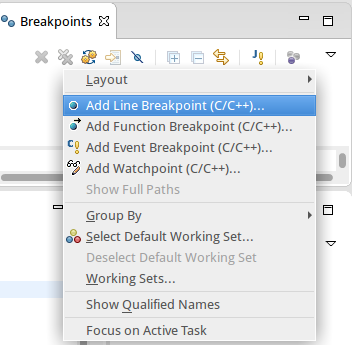 Breakpoints
Layout
Add Line Breakpoint (C/C++)...
Add Function Breakpoint (C/C++)...
Add Event Breakpoint (C/C++)...
Add Watchpoint (C/C++)...
Show Full Paths
Group By
Select Default Working Set...
Deselect Default Working Set
Working Sets...
Show Qualified Names
Focus on Active Task